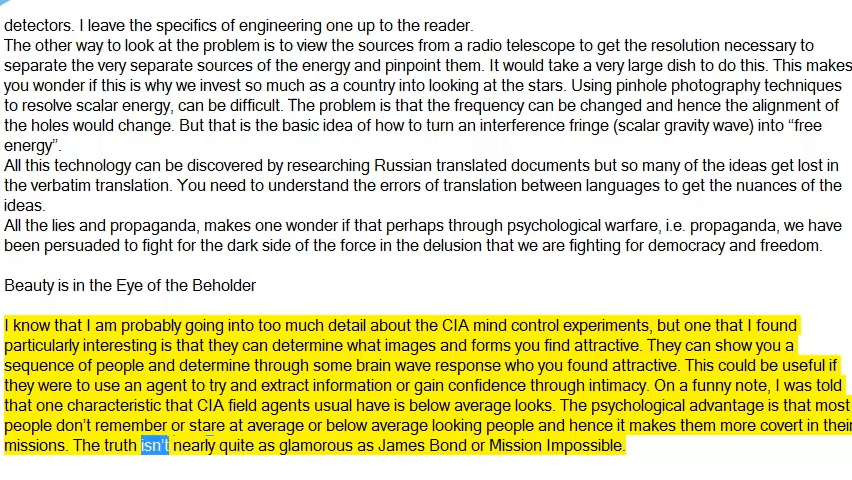 detectors. I leave the specifics of engineering one up to the reader.
The other way to look at the problem is to view the sources from a radio telescope to get the resolution necessary to
separate the very separate sources of the energy and pinpoint them. It would take a very large dish to do this. This makes
you wonder if this is why we invest so much as a country into looking at the stars. Using pinhole photography techniques
to resolve scalar energy, can be difficult. The problem is that the frequency can be changed and hence the alignment of
the holes would change. But that is the basic idea of how to turn an interference fringe (scalar gravity wave) into “free
energy”.
All this technology can be discovered by researching Russian translated documents but so many of the ideas get lost in
the verbatim translation. You need to understand the errors of translation between languages to get the nuances of the
ideas.
All the lies and propaganda, makes one wonder if that perhaps through psychological warfare, i.e. propaganda, we have
been persuaded to fight for the dark side of the force in the delusion that we are fighting for democracy and freedom.
Beauty is in the Eye of the Beholder
I know that I am probably going into too much detail about the CIA mind control experiments, but one that I found
particularly interesting is that they can determine what images and forms you find attractive. They can show you a
sequence of people and determine through some brain wave response who you found attractive. This could be useful if
they were to use an agent to try and extract information or gain confidence through intimacy. On a funny note, I was told
that one characteristic that CIA field agents usual have is below average looks. The psychological advantage is that most
people don’t remember or stare at average or below average looking people and hence it makes them more covert in their
missions. The truth isn’t nearly quite as glamorous as James Bond or Mission Impossible.